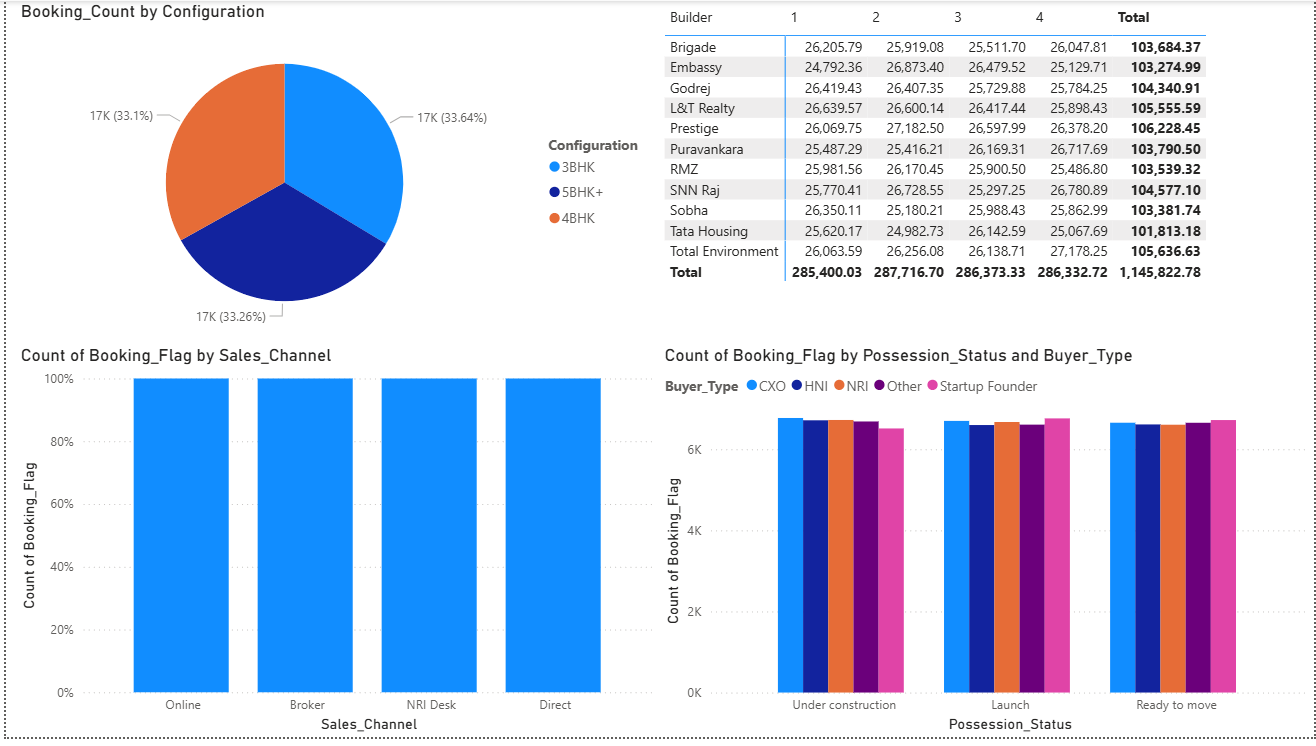 Booking_Count by Configuration
17K (33.1%)
17K (33.64%)
17K (33.26%)
Configuration
3BHK
5BHK+
4BHK
Builder 1 2 3 4 Total
Brigade 26,205.79 25,919.08 25,511.70 26,047.81 103,684.37
Embassy 24,792.36 26,873.40 26,479.52 25,129.71 103,274.99
Godrej 26,419.43 26,407.35 25,729.88 25,784.25 104,340.91
L&T Realty 26,639.57 26,600.14 26,417.44 25,898.43 105,555.59
Prestige 26,069.75 27,182.50 26,597.99 26,378.20 106,228.45
Puravankara 25,487.29 25,416.21 26,169.31 26,717.69 103,790.50
RMZ 25,981.56 26,170.45 25,900.50 25,486.80 103,539.32
SNN Raj 25,770.41 26,728.55 25,297.25 26,780.89 104,577.10
Sobha 26,350.11 25,180.21 25,988.43 25,862.99 103,381.74
Tata Housing 25,620.17 24,982.73 26,142.59 25,067.69 101,813.18
Total Environment 26,063.59 26,256.08 26,138.71 27,178.25 105,636.63
Total 285,400.03 287,716.70 286,373.33 286,332.72 1,145,822.78
Count of Booking_Flag by Sales_Channel
Count of Booking_Flag
100%
80%
60%
40%
20%
0%
Online Broker NRI Desk Direct
Sales_Channel
Count of Booking_Flag by Possession_Status and Buyer_Type
Buyer_Type CXO HNI NRI Other Startup Founder
Count of Booking_Flag
6K
4K
2K
0K
Under construction Launch Ready to move
Possession_Status